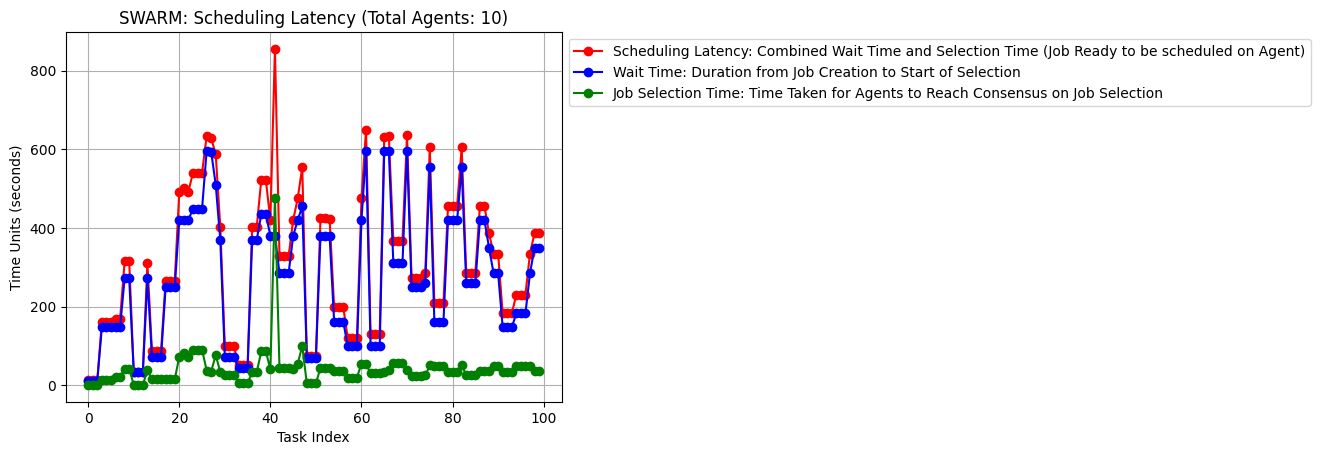 SWARM: Scheduling Latency (Total Agents: 10)
Scheduling Latency: Combined Wait Time and Selection Time (Job Ready to be scheduled on Agent)
Wait Time: Duration from Job Creation to Start of Selection
Job Selection Time: Time Taken for Agents to Reach Consensus on Job Selection
Time Units (seconds)
800
600
400
200
0
0 20 40 60 80 100
Task Index